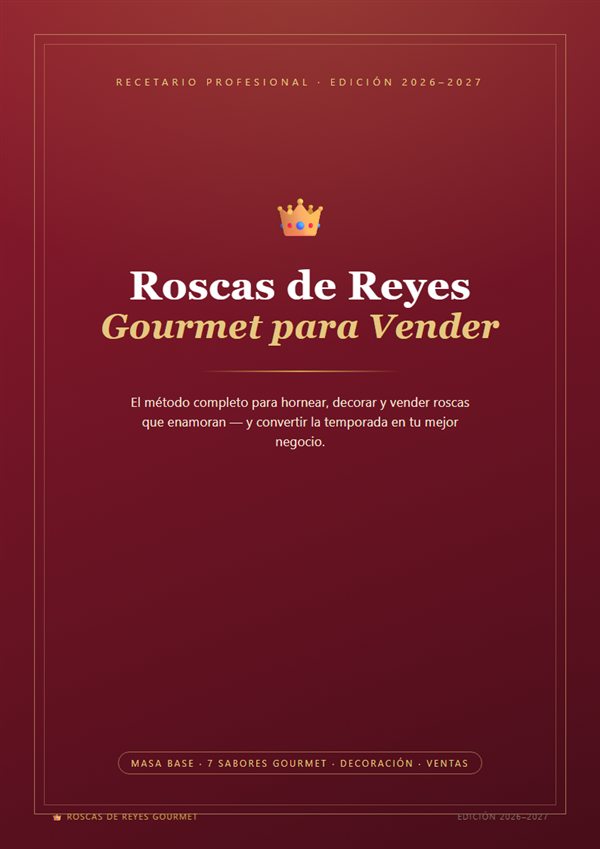 RECETARIO PROFESIONAL · EDICIÓN 2026–2027
Roscas de Reyes
Gourmet para Vender
El método completo para hornear, decorar y vender roscas
que enamoran — y convertir la temporada en tu mejor
negocio.
MASA BASE · 7 SABORES GOURMET · DECORACIÓN · VENTAS
ROSCAS DE REYES GOURMET
EDICIÓN 2026–2027